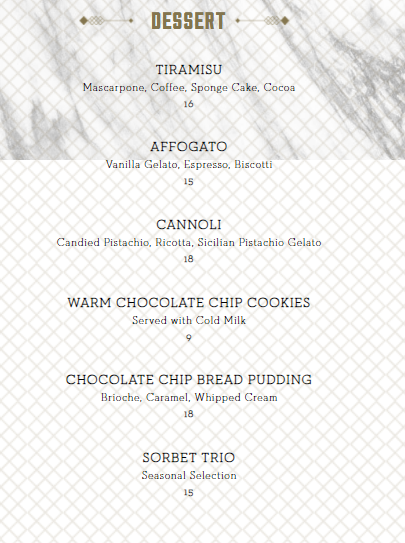 DESSERT
TIRAMISU
Mascarpone, Coffee, Sponge Cake, Cocoa
16
AFFOGATO
Vanilla Gelato, Espresso, Biscotti
15
CANNOLI
Candied Pistachio, Ricotta, Sicilian Pistachio Gelato
18
WARM CHOCOLATE CHIP COOKIES
Served with Cold Milk
9
CHOCOLATE CHIP BREAD PUDDING
Brioche, Caramel, Whipped Cream
18
SORBET TRIO
Seasonal Selection
15